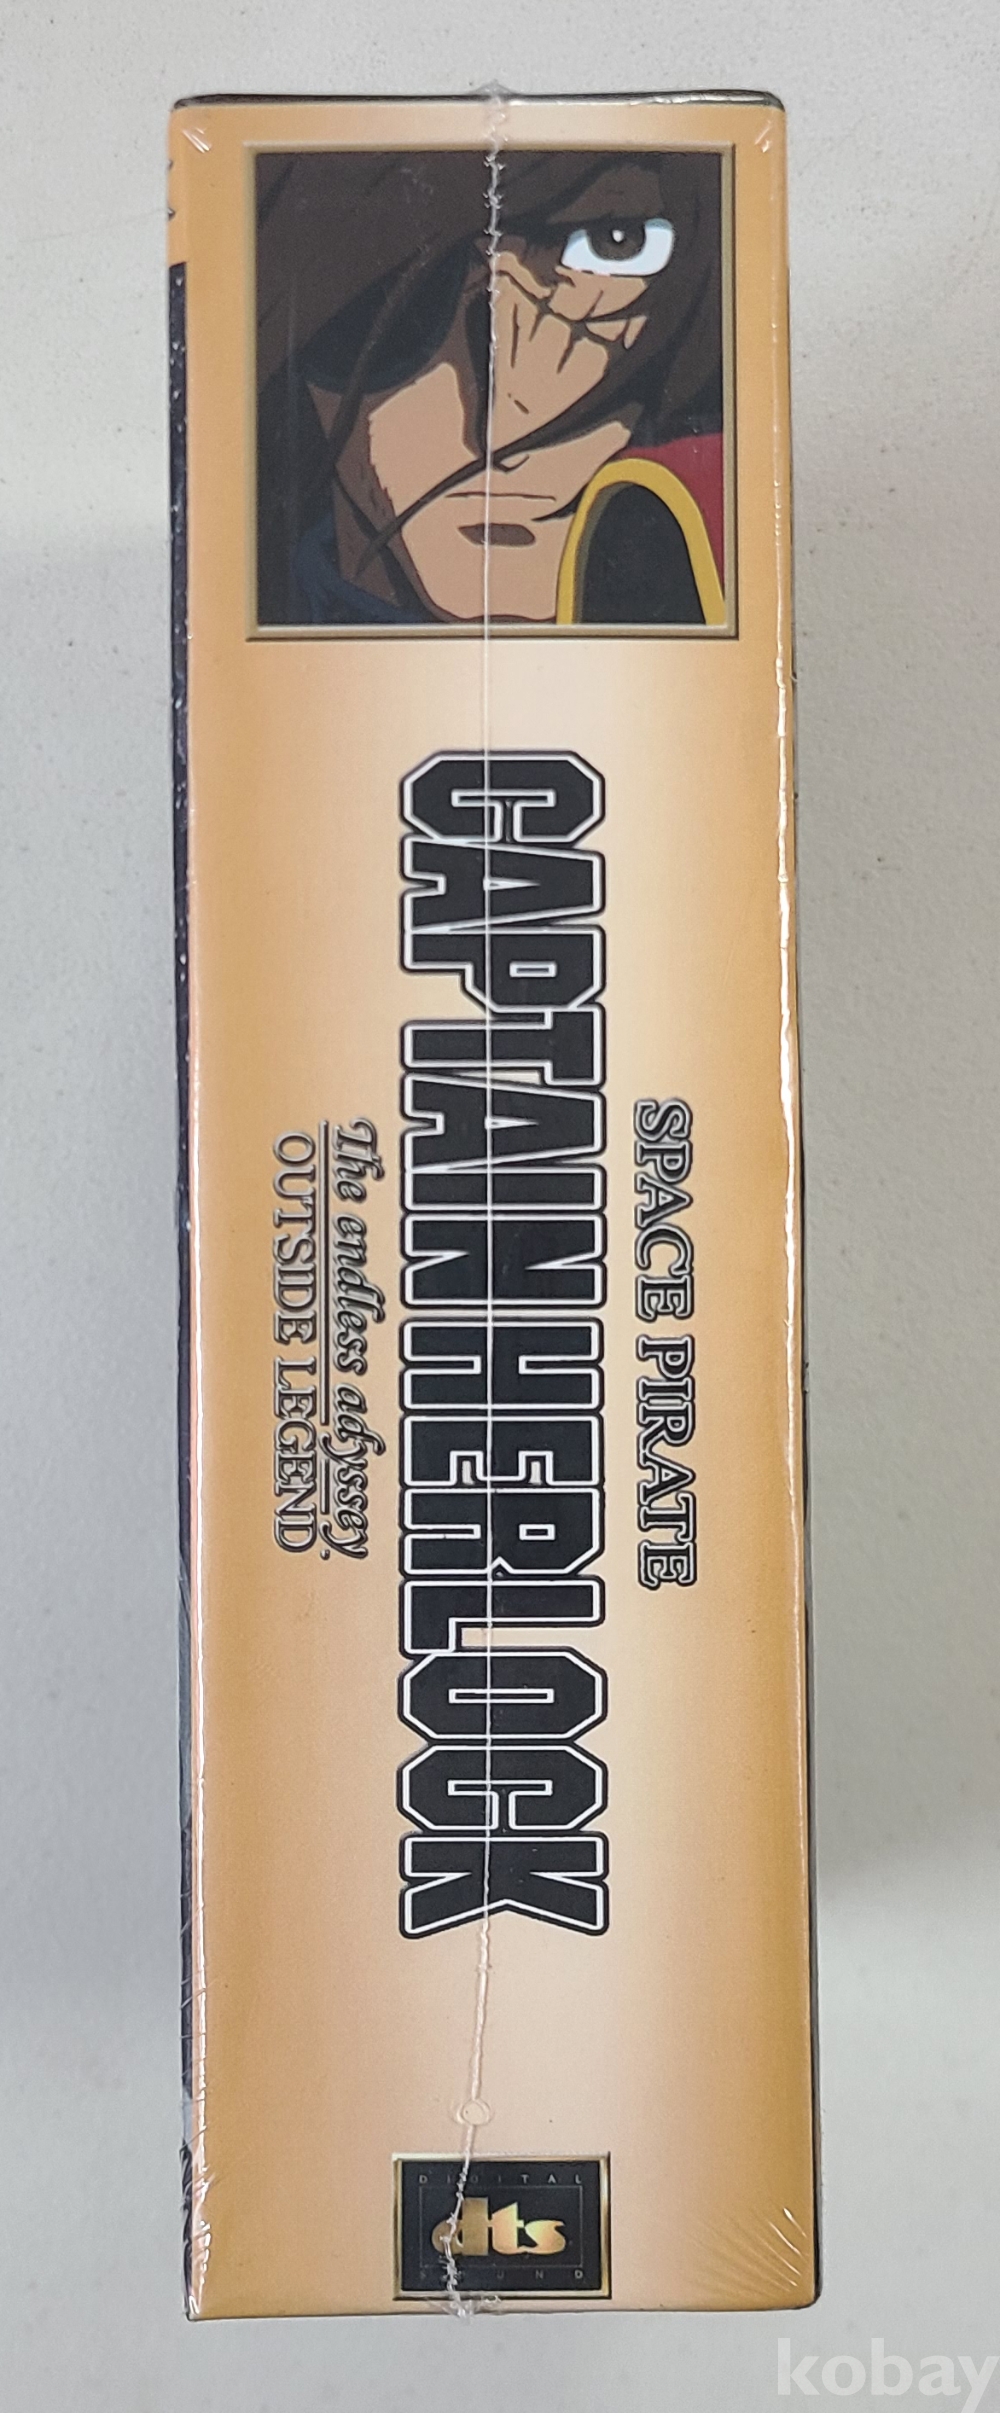 SPACE PIRATE
CAPTAIN HERLOCK
The endless odyssey,
OUTSIDE LEGEND
DIGITAL
dts
SOUND
kobay